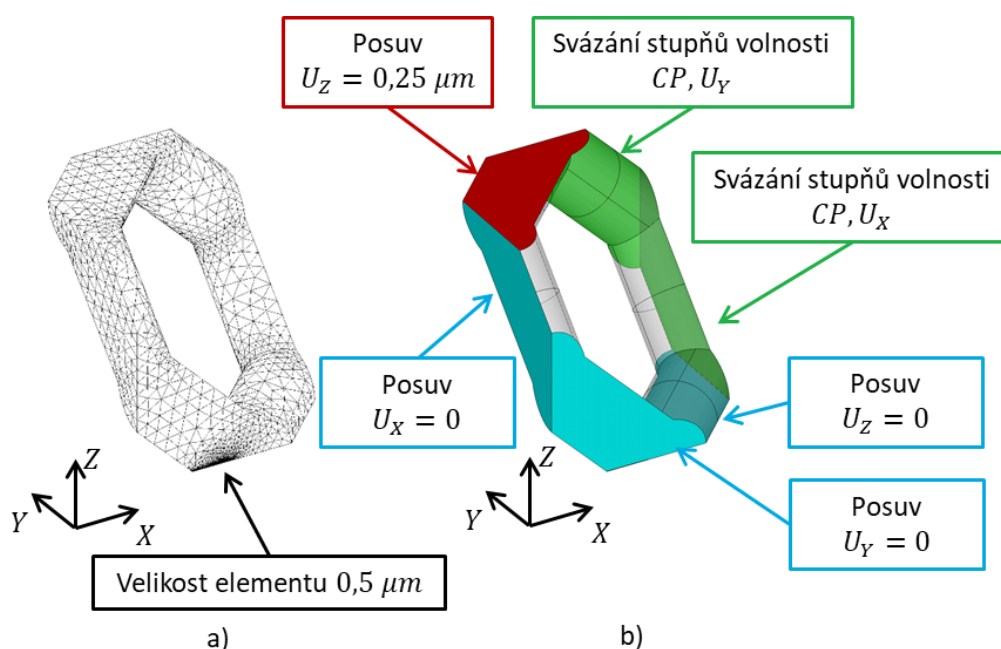 Posuv
U_Z = 0,25 μm
Svázání stupňů volnosti
CP, U_Y
Svázání stupňů volnosti
CP, U_X
Posuv
U_X = 0
Posuv
U_Z = 0
Posuv
U_Y = 0
Z
Y
X
Z
Y
X
Velikost elementu 0,5 μm
a)
b)